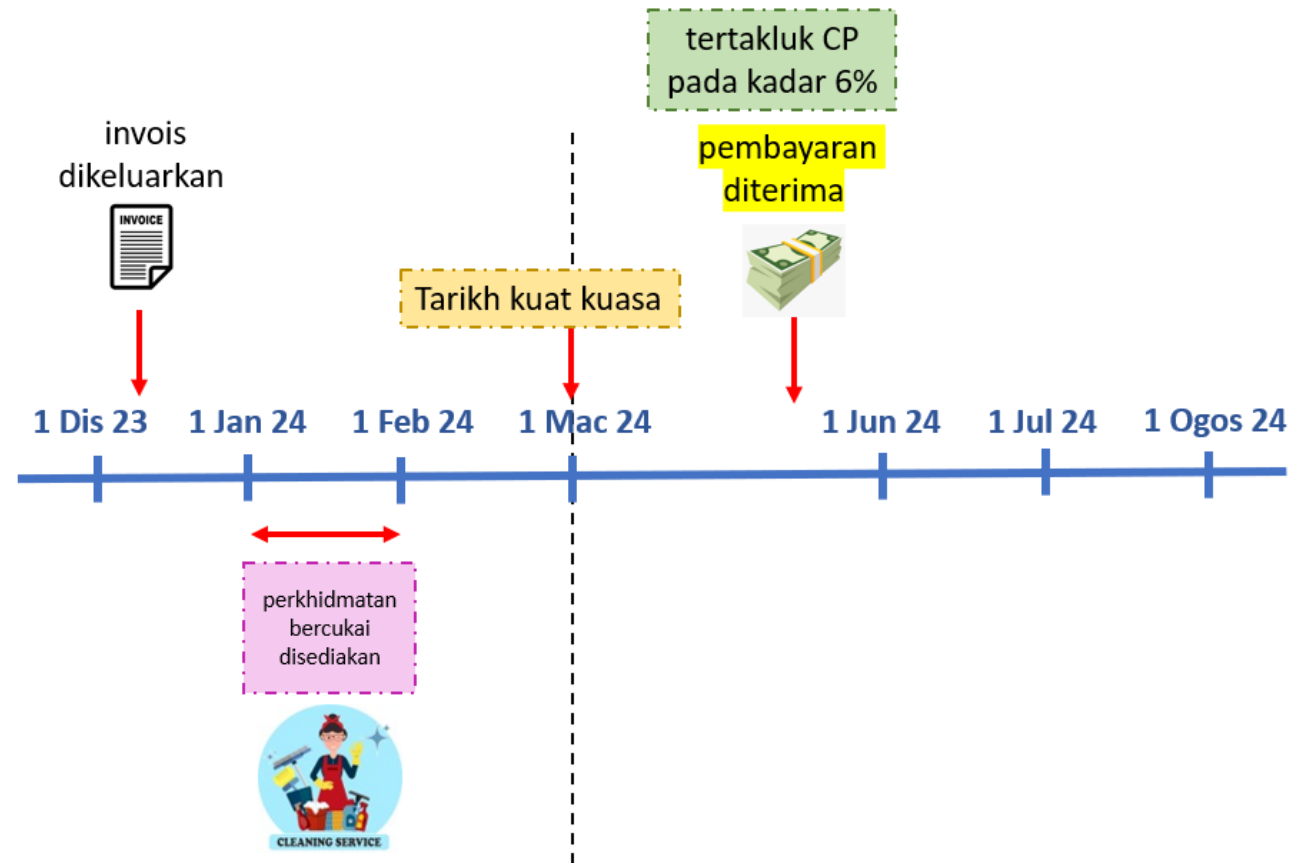 tertakluk CP
pada kadar 6%
invois
dikeluarkan
INVOICE
pembayaran
diterima
Tarikh kuat kuasa
1 Dis 23
1 Jan 24
1 Feb 24
1 Mac 24
1 Jun 24
1 Jul 24
1 Ogos 24
perkhidmatan
bercukai
disediakan
CLEANING SERVICE